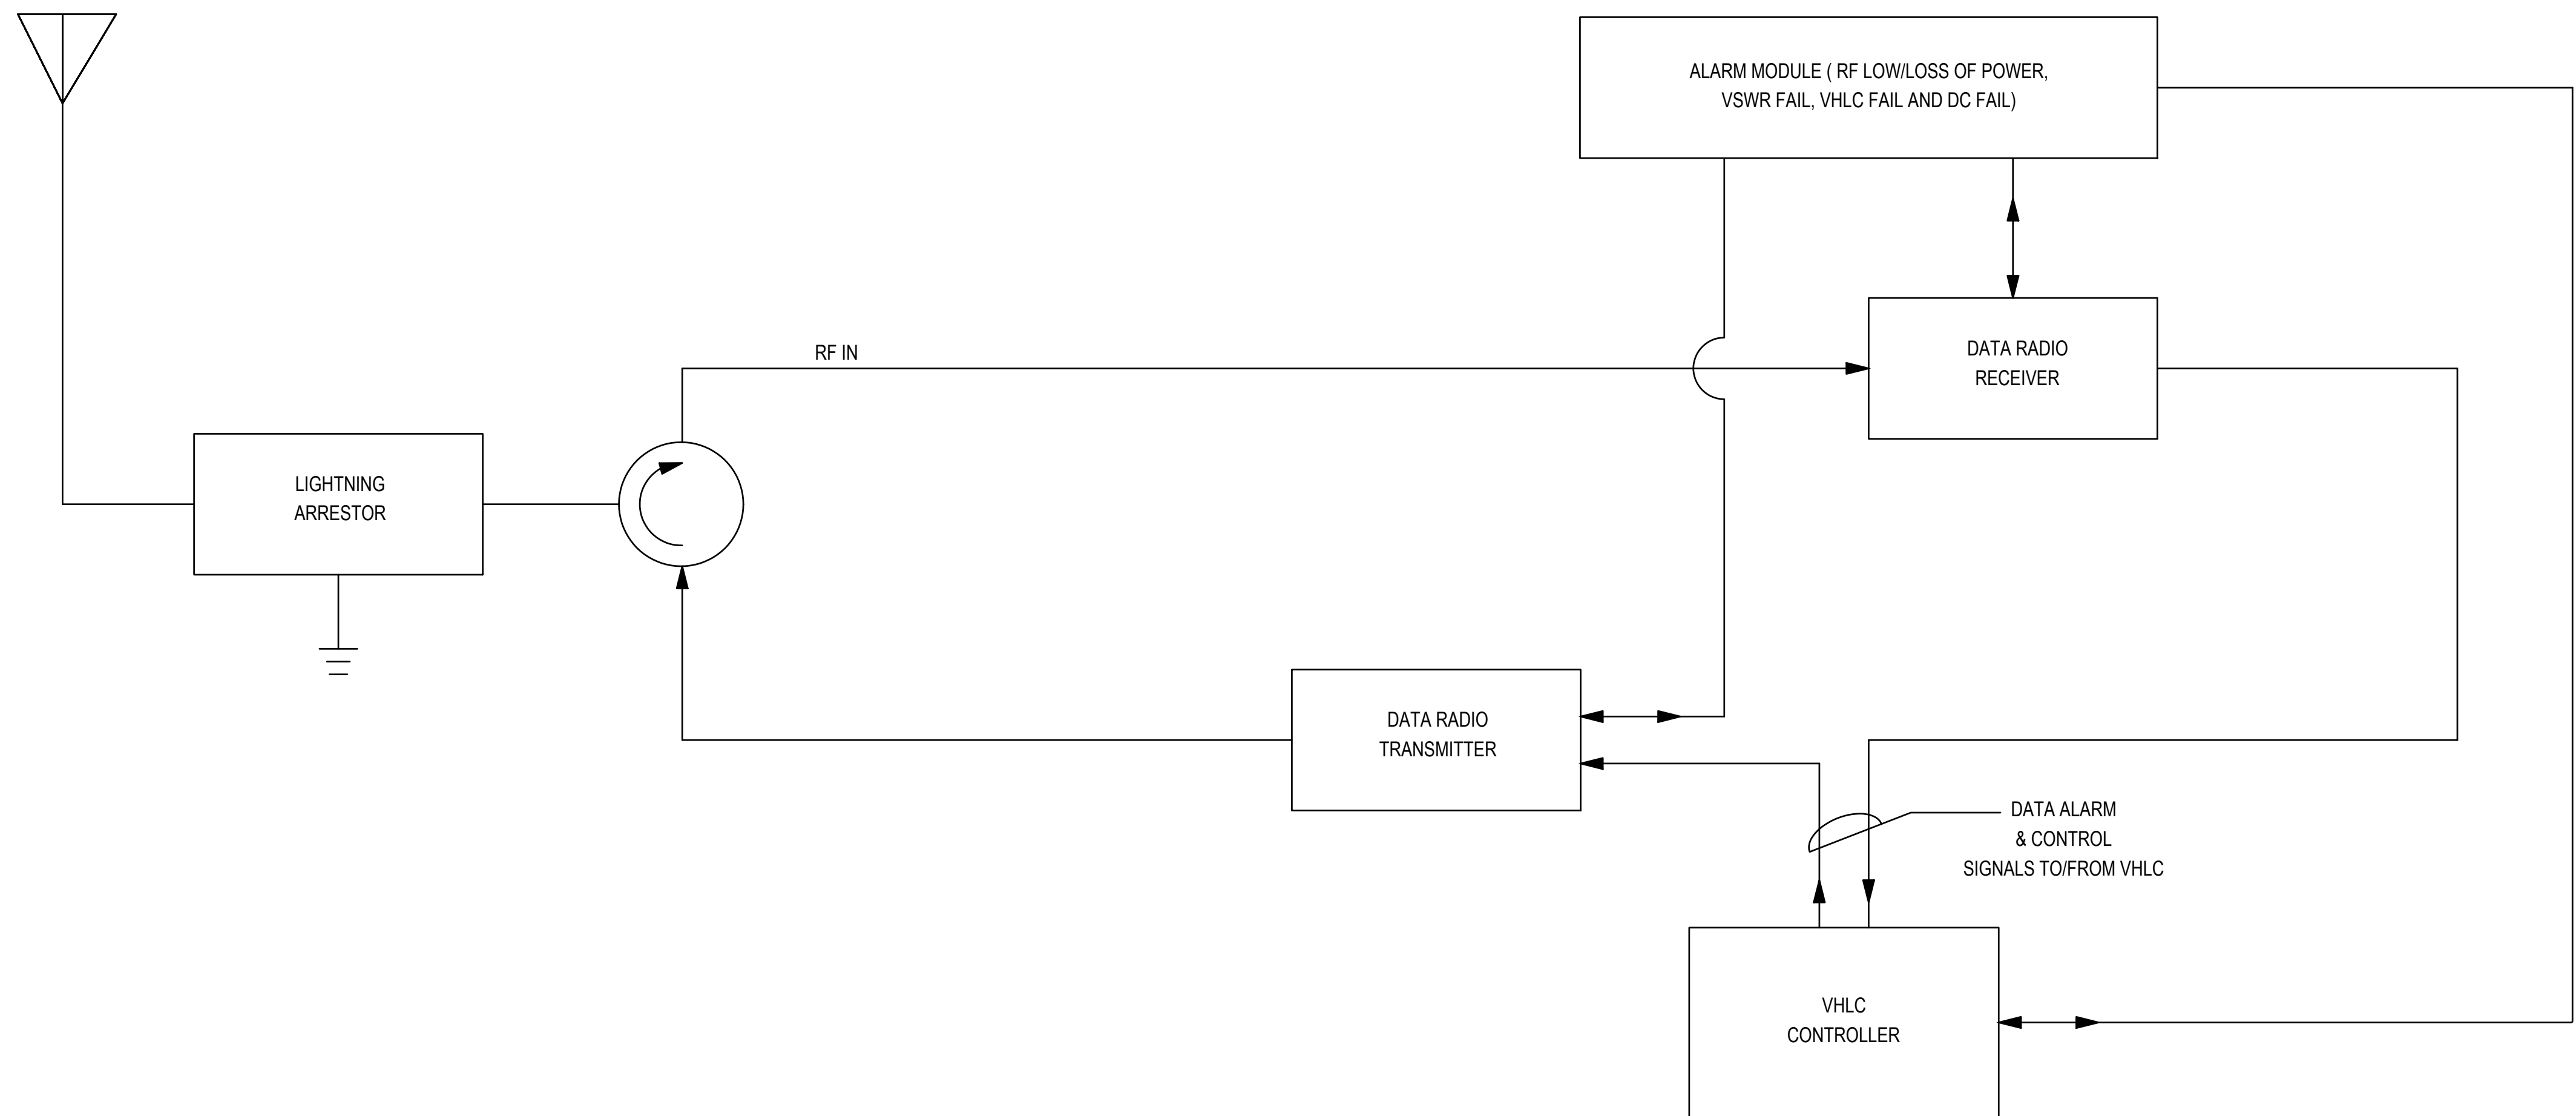 ALARM MODULE ( RF LOW/LOSS OF POWER,
VSWR FAIL, VHLC FAIL AND DC FAIL)
RF IN
DATA RADIO
RECEIVER
LIGHTNING
ARRESTOR
DATA RADIO
TRANSMITTER
DATA ALARM
& CONTROL
SIGNALS TO/FROM VHLC
VHLC
CONTROLLER